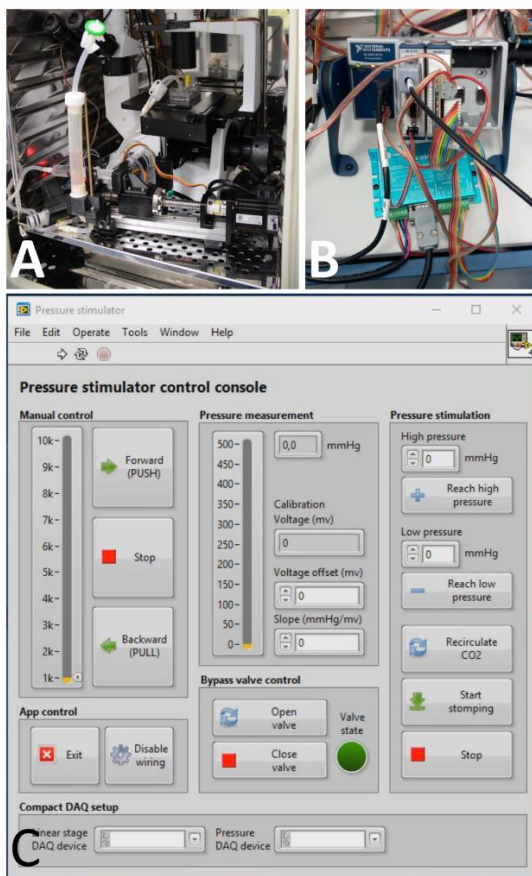 A
B
NATIONAL
INSTRUMENTS
Pressure stimulator
File Edit Operate Tools Window Help
Pressure stimulator control console
Manual control
10k
9k
8k
7k
6k
5k
4k
3k
2k
1k
Forward
(PUSH)
Stop
Backward
(PULL)
App control
Exit
Disable
wiring
Pressure measurement
500
450
400
350
300
250
200
150
100
50
0
0,0 mmHg
Calibration
Voltage (mv)
0
Voltage offset (mv)
0
Slope (mmHg/mv)
0
Bypass valve control
Open
valve
Close
valve
Valve
state
Pressure stimulation
High pressure
0 mmHg
Reach high
pressure
Low pressure
0 mmHg
Reach low
pressure
Recirculate
CO2
Start
stomping
Stop
Compact DAQ setup
Linear stage
DAQ device
Pressure
DAQ device
C